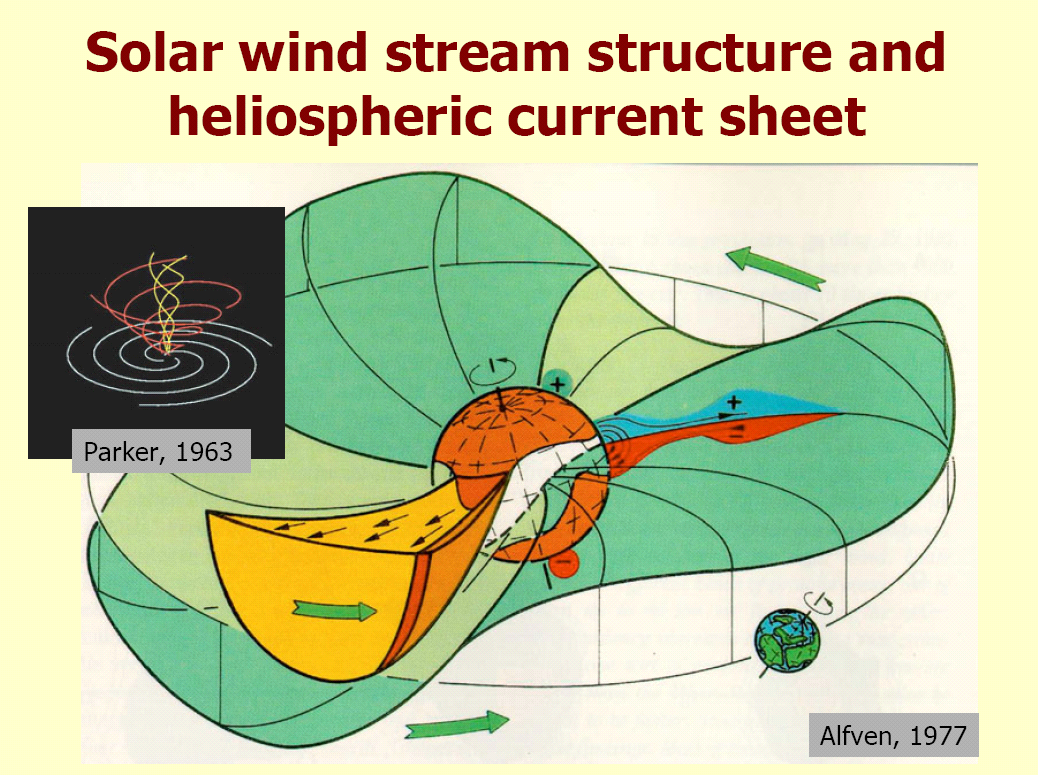 Solar wind stream structure and
heliospheric current sheet
Parker, 1963
+
+
−
−
Alfven, 1977